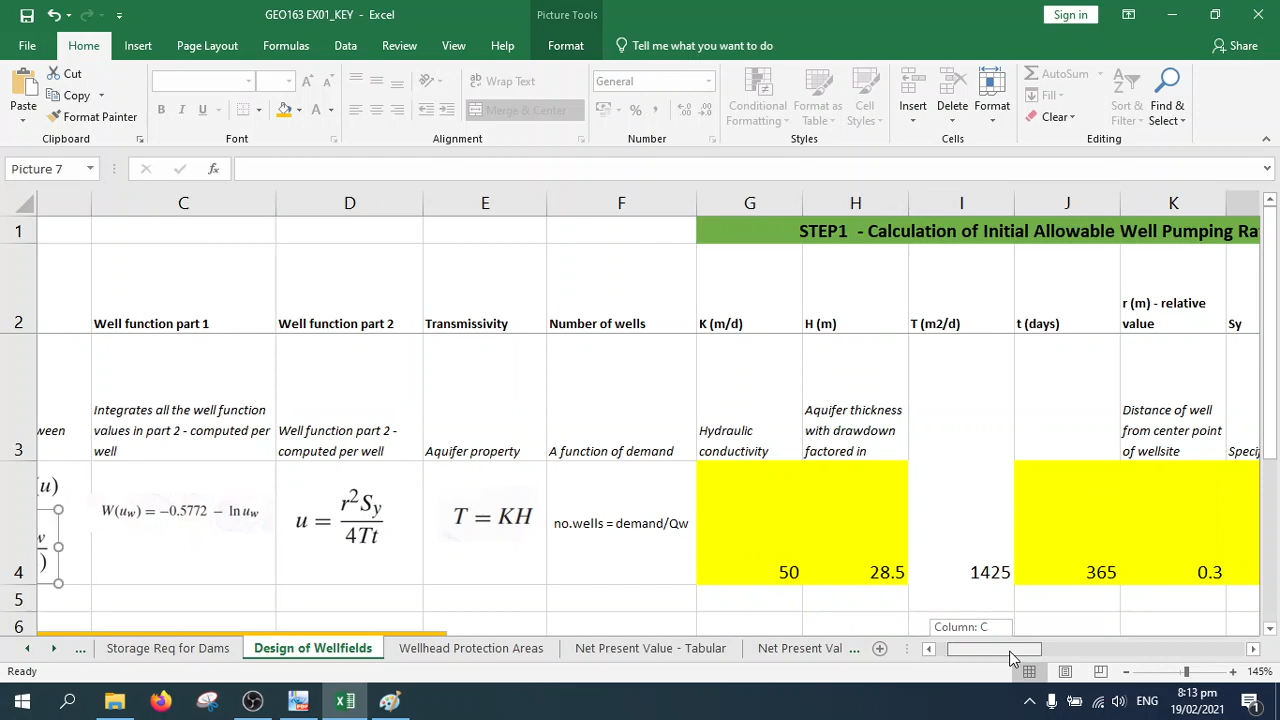 GEO163 EX01_KEY - Excel
Picture Tools
Sign in
File
Home
Insert
Page Layout
Formulas
Data
Review
View
Help
Format
Tell me what you want to do
Share
Paste
Cut
Copy
Format Painter
Clipboard
B I U
Font
Wrap Text
Merge & Center
Alignment
General
Number
Conditional Formatting
Format as Table
Cell Styles
Styles
Insert
Delete
Format
Cells
AutoSum
Fill
Clear
Sort & Filter
Find & Select
Editing
Picture 7
fx
C D E F G H I J K
1
STEP1 - Calculation of Initial Allowable Well Pumping Ra
2
Well function part 1
Well function part 2
Transmissivity
Number of wells
K (m/d)
H (m)
T (m2/d)
t (days)
r (m) - relative
value
Sy
3
ween
Integrates all the well function
values in part 2 - computed per
well
Well function part 2 -
computed per well
Aquifer property
A function of demand
Hydraulic
conductivity
Aquifer thickness
with drawdown
factored in
Distance of well
from center point
of wellsite
Specif
4
(u)
W(u_w) = −0.5772 − ln u_w
u = r²S_y / 4Tt
T = KH
no.wells = demand/Qw
50
28.5
1425
365
0.3
5
6
Column: C
...
Storage Req for Dams
Design of Wellfields
Wellhead Protection Areas
Net Present Value - Tabular
Net Present Val ...
Ready
145%
ENG
8:13 pm
19/02/2021
1